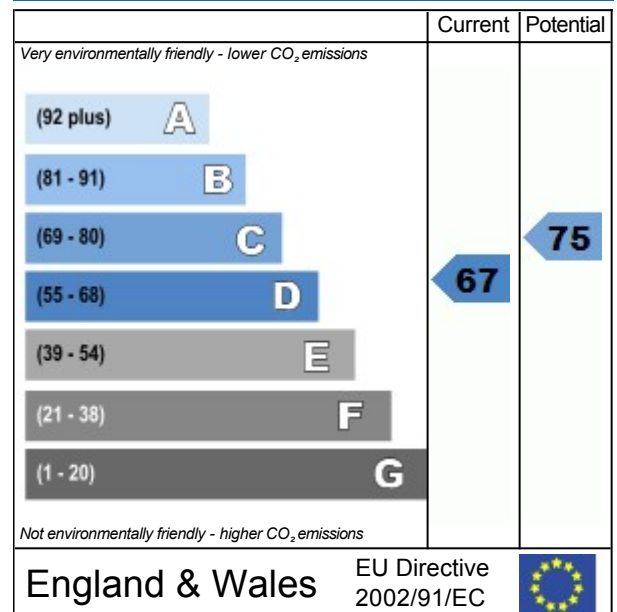 Current Potential
Very environmentally friendly - lower CO₂ emissions
(92 plus) A
(81 - 91) B
(69 - 80) C
75
(55 - 68) D
67
(39 - 54) E
(21 - 38) F
(1 - 20) G
Not environmentally friendly - higher CO₂ emissions
England & Wales
EU Directive
2002/91/EC